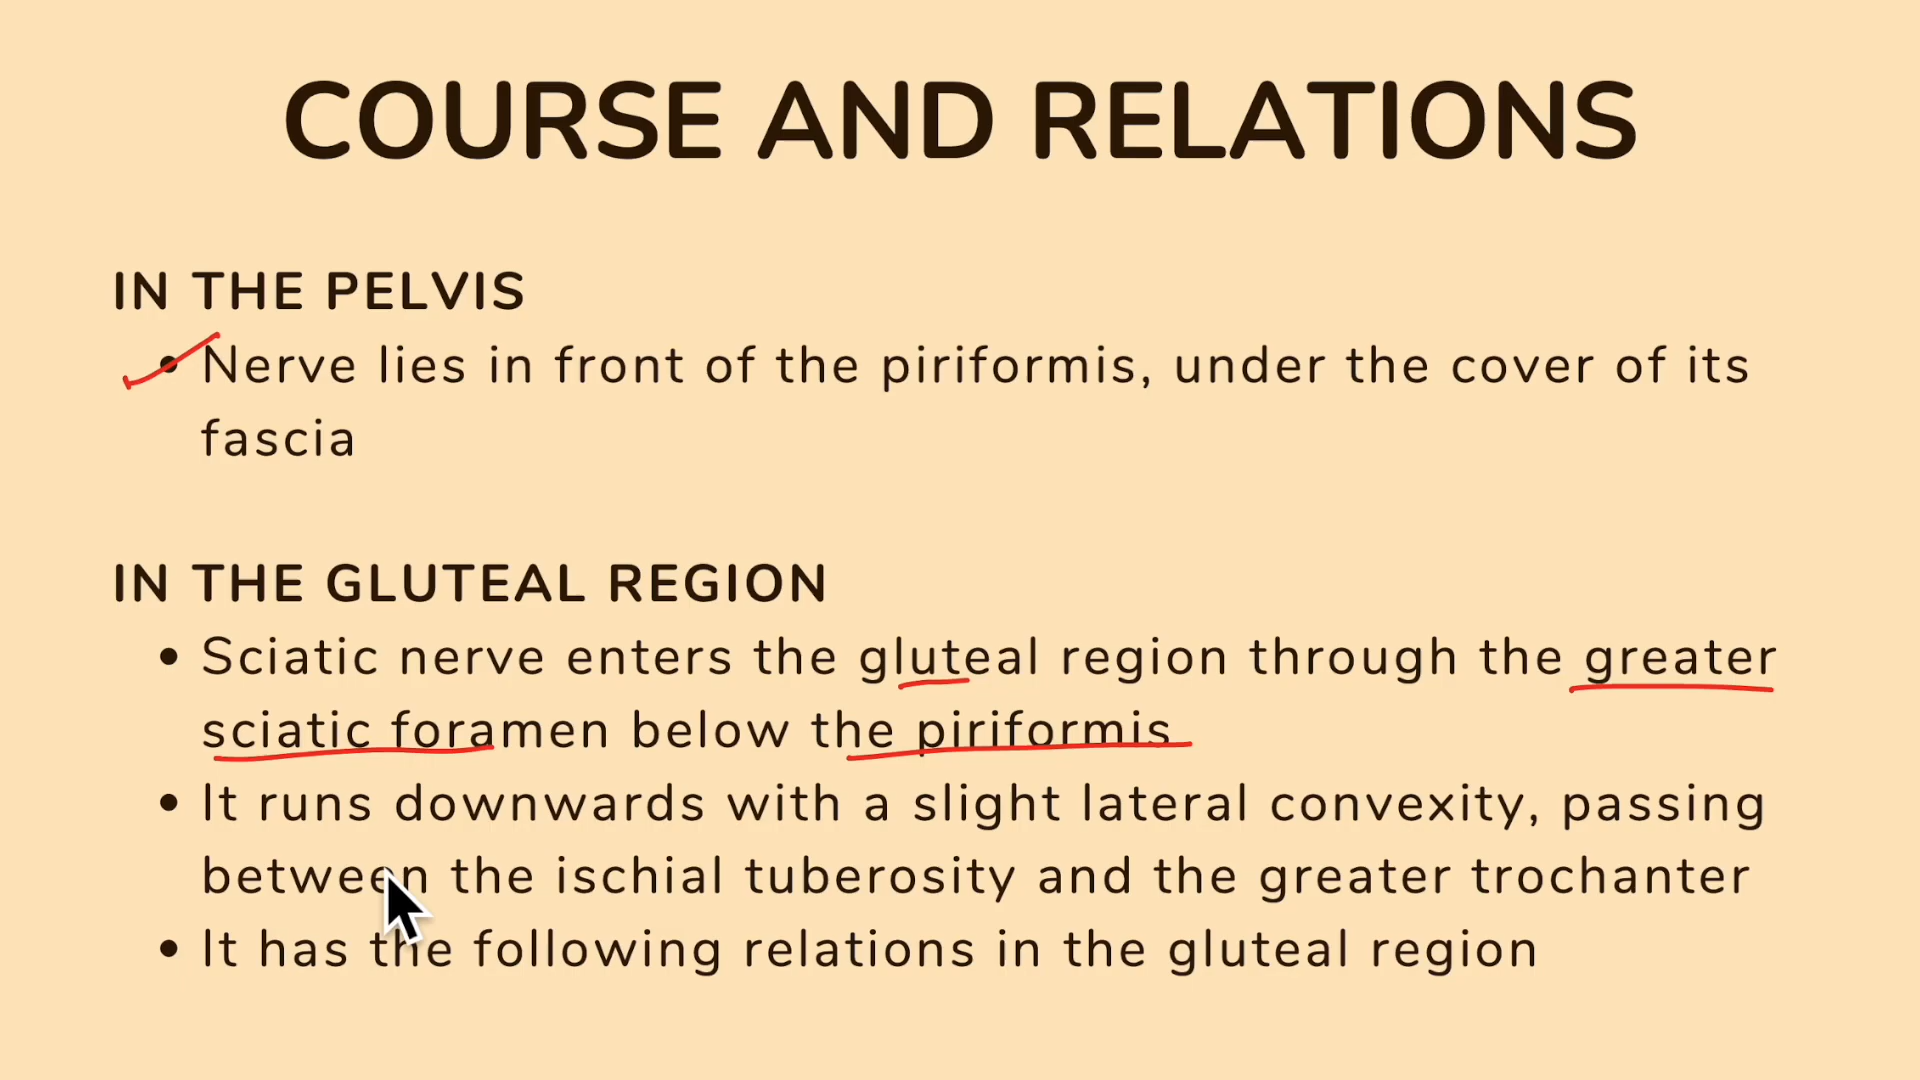 COURSE AND RELATIONS
IN THE PELVIS
• Nerve lies in front of the piriformis, under the cover of its
fascia
IN THE GLUTEAL REGION
• Sciatic nerve enters the gluteal region through the greater
sciatic foramen below the piriformis
• It runs downwards with a slight lateral convexity, passing
between the ischial tuberosity and the greater trochanter
• It has the following relations in the gluteal region